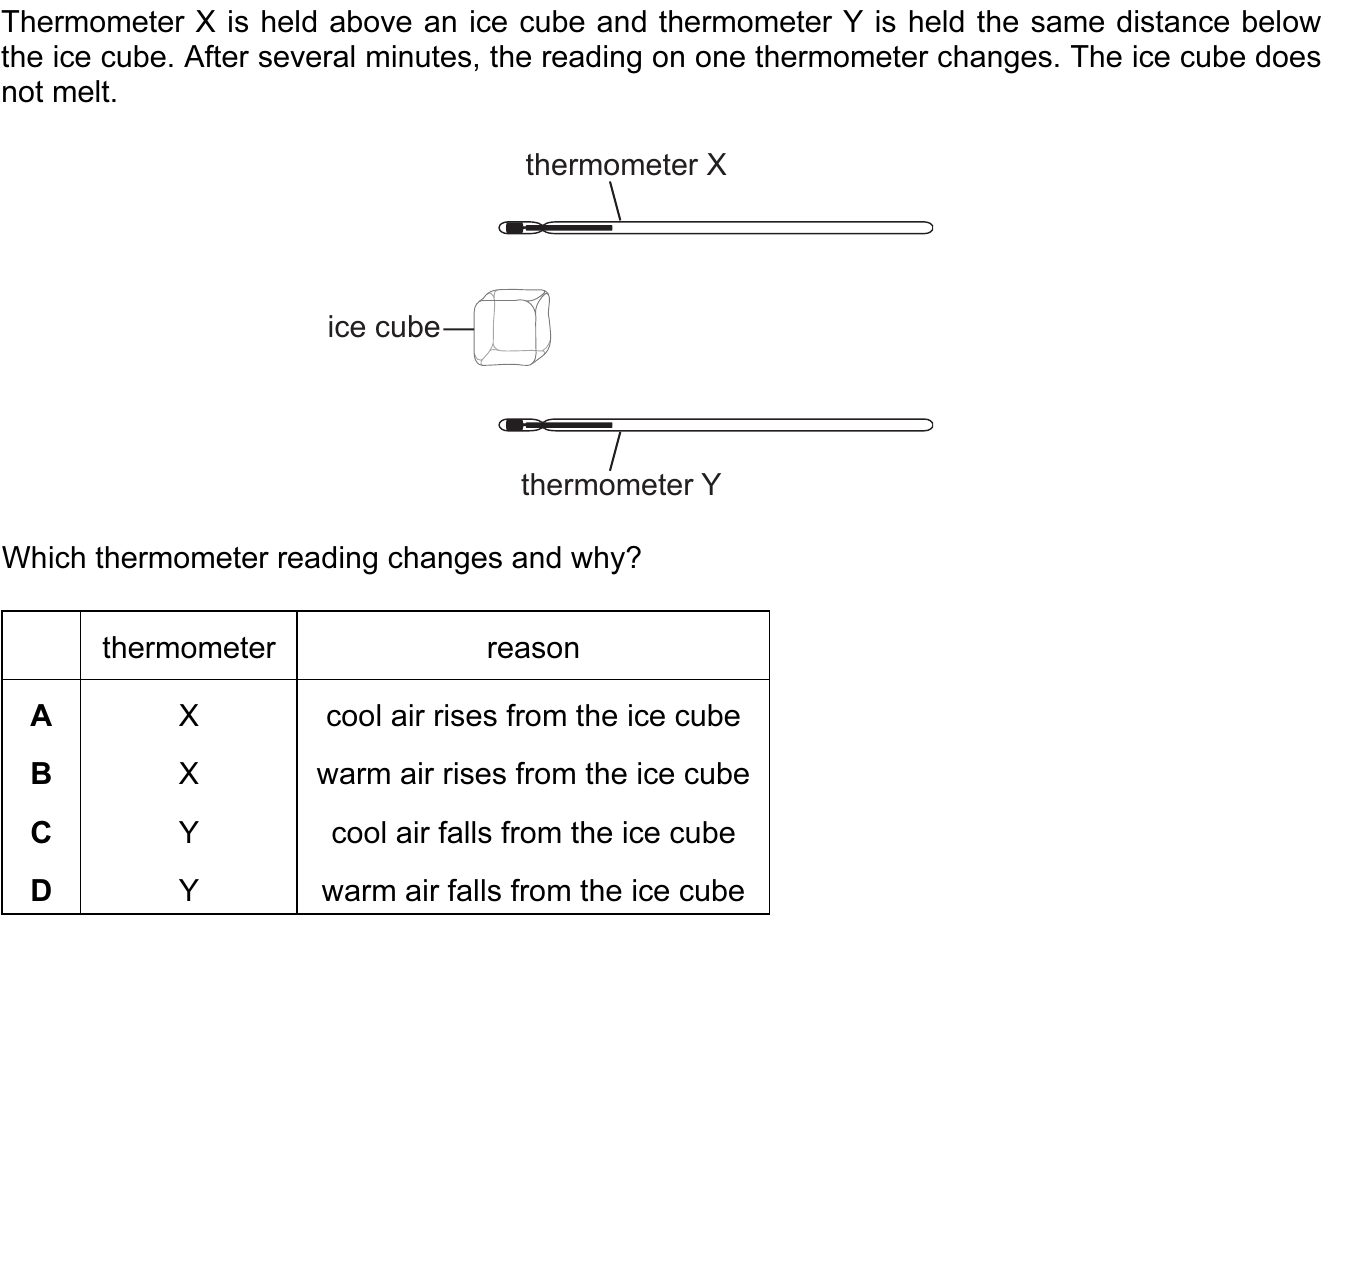 Thermometer X is held above an ice cube and thermometer Y is held the same distance below
the ice cube. After several minutes, the reading on one thermometer changes. The ice cube does
not melt.
thermometer X
ice cube
thermometer Y
Which thermometer reading changes and why?
thermometer reason
A X cool air rises from the ice cube
B X warm air rises from the ice cube
C Y cool air falls from the ice cube
D Y warm air falls from the ice cube